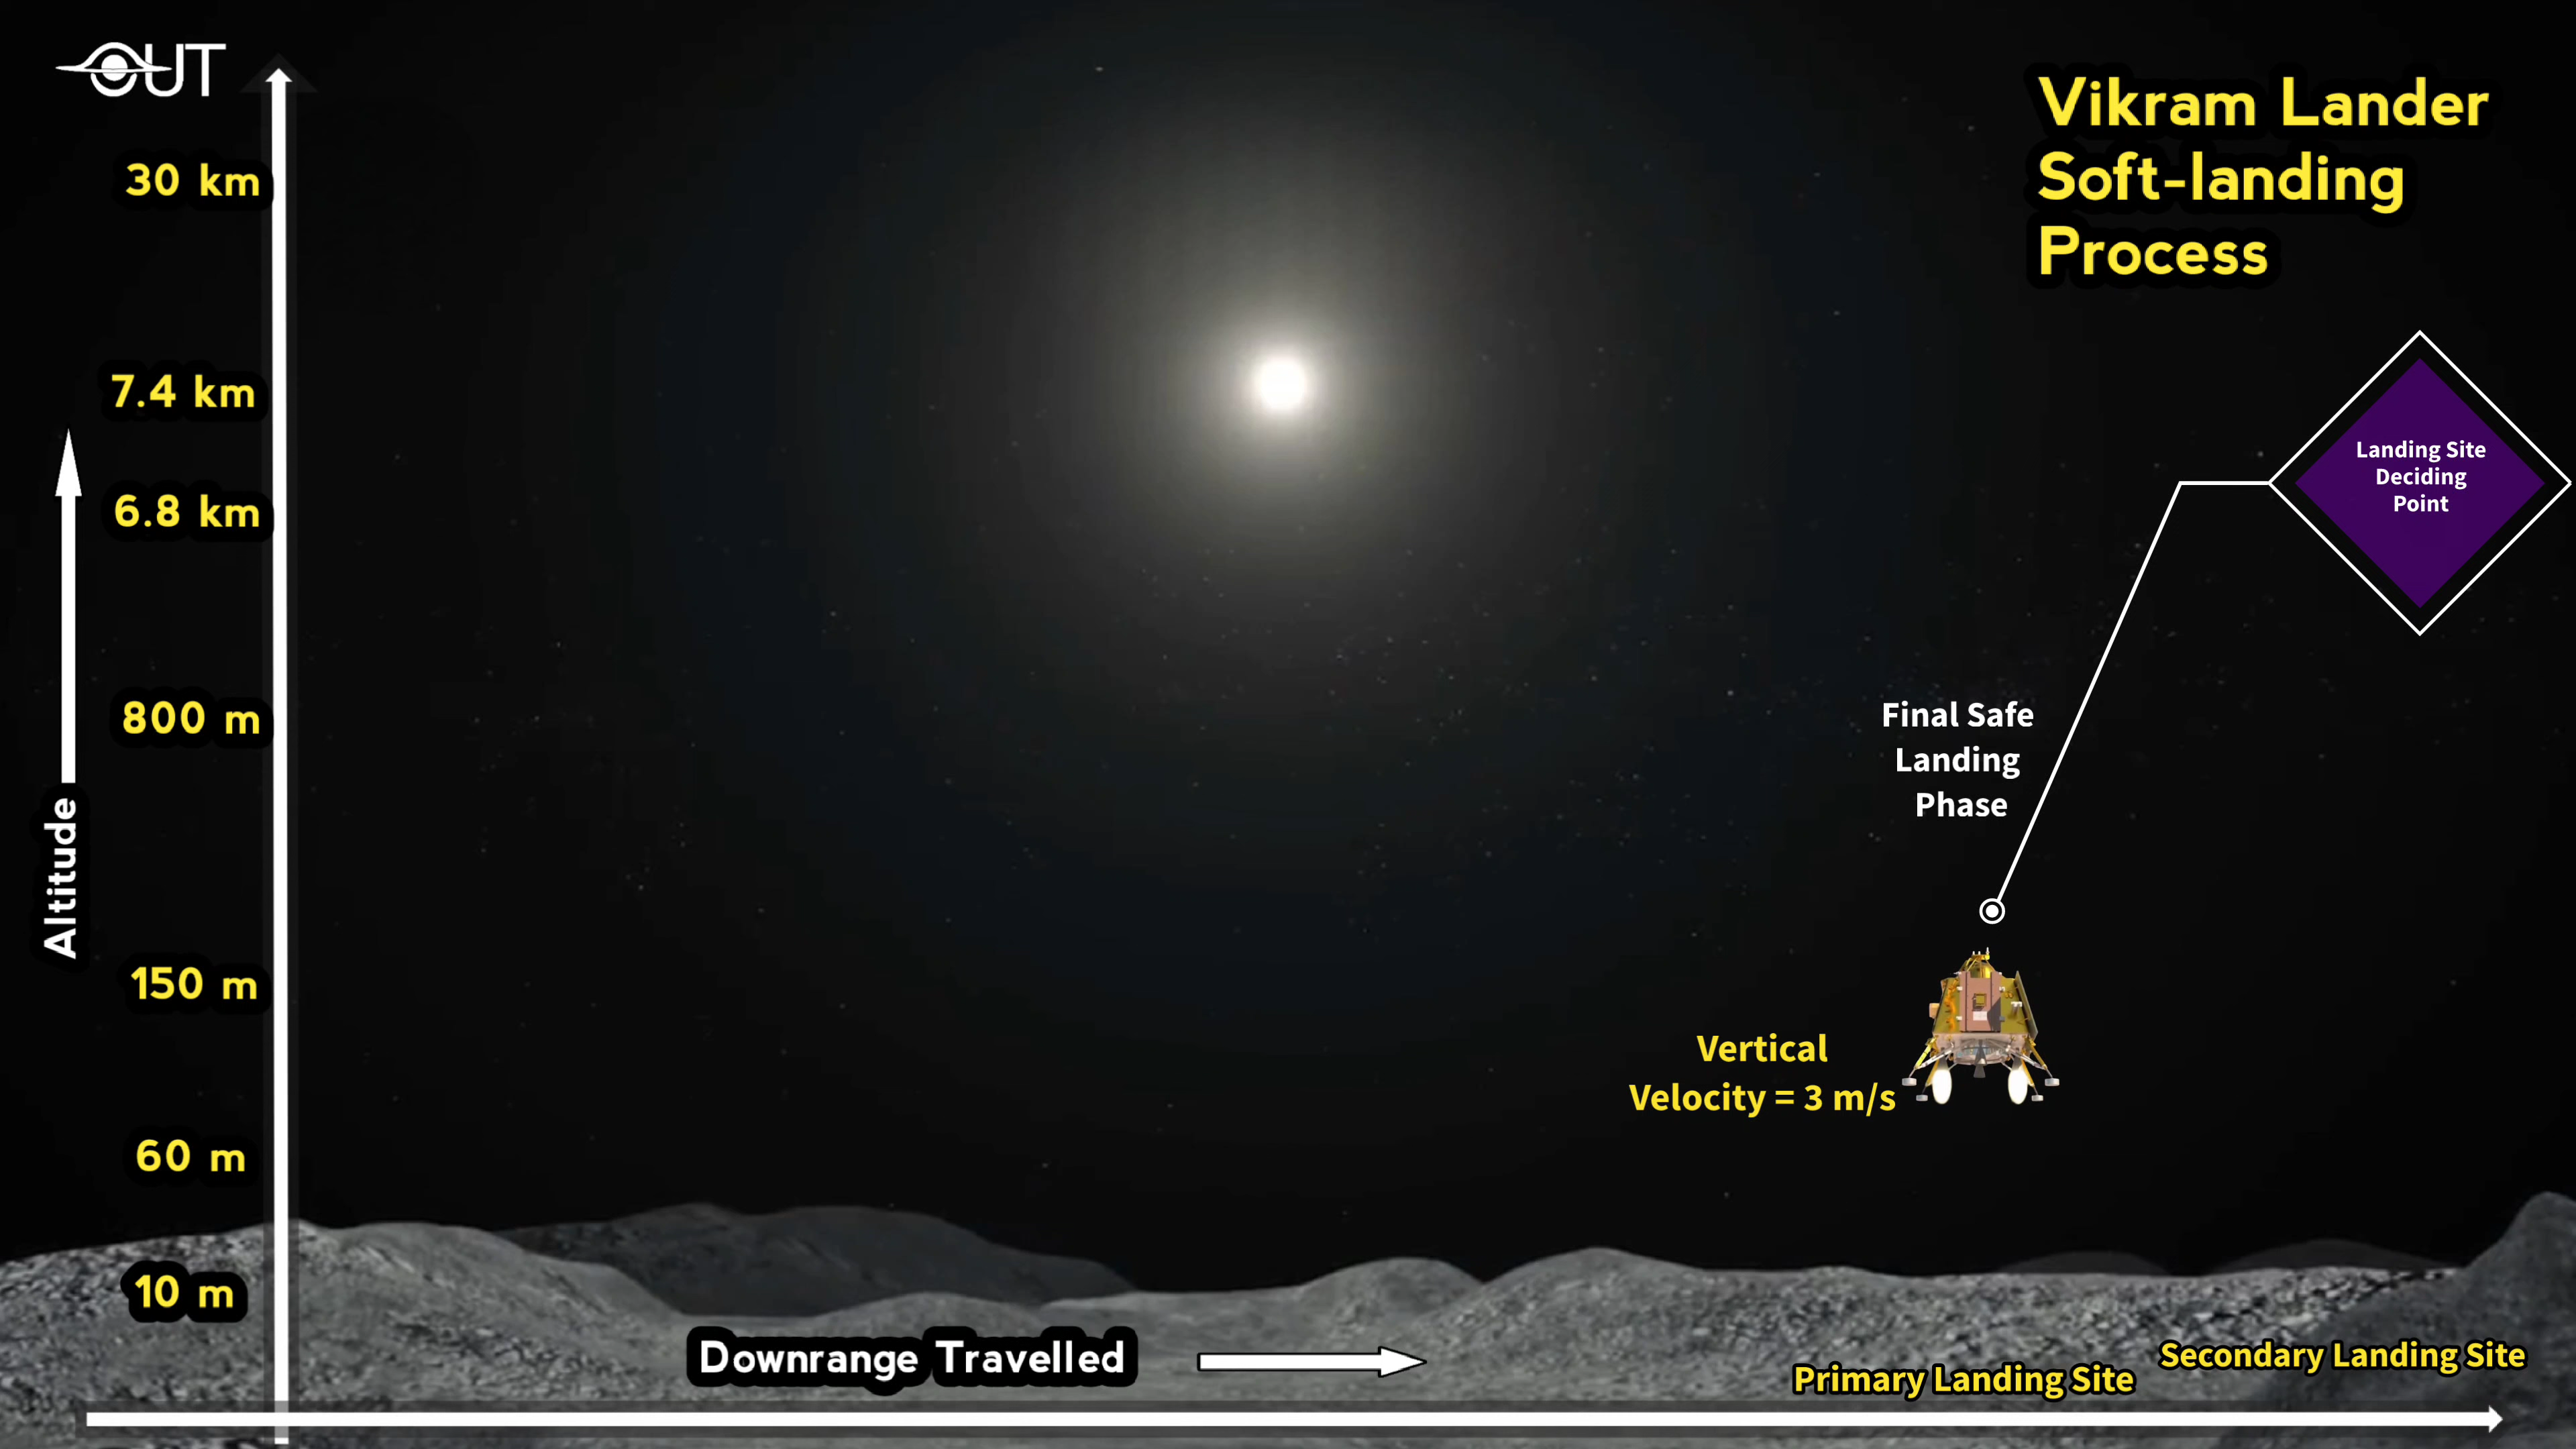 OUT
Vikram Lander
Soft-landing
Process
30 km
7.4 km
6.8 km
800 m
150 m
60 m
10 m
Altitude
Landing Site
Deciding
Point
Final Safe
Landing
Phase
Vertical
Velocity = 3 m/s
Downrange Travelled
Primary Landing Site
Secondary Landing Site